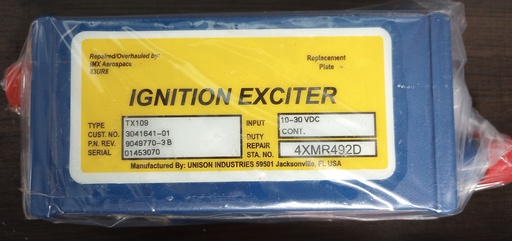 Repaired/Overhauled by:
IMX Aerospace
83UR8
Replacement
Plate
IGNITION EXCITER
TYPE TX109
CUST. NO. 3041641-01
P.N. REV. 9049770-3 B
SERIAL 01453070
INPUT 10-30 VDC
DUTY CONT.
REPAIR
STA. NO. 4XMR492D
Manufactured By: UNISON INDUSTRIES 59501 Jacksonville, FL USA